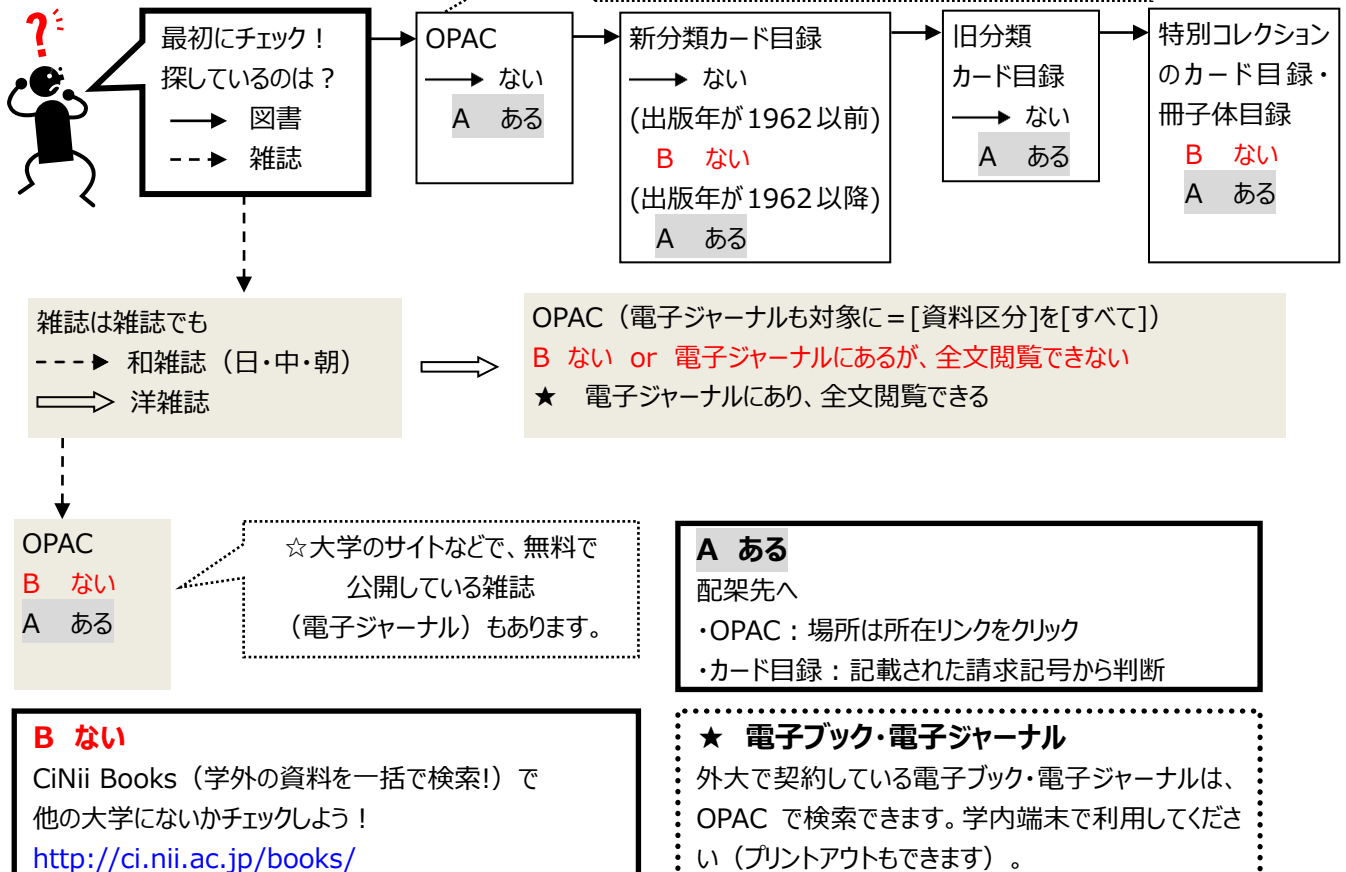 ?
最初にチェック！
探しているのは？
図書
雑誌
OPAC
ない
A ある
新分類カード目録
ない
(出版年が1962以前)
B ない
(出版年が1962以降)
A ある
旧分類
カード目録
ない
A ある
特別コレクション
のカード目録・
冊子体目録
B ない
A ある
雑誌は雑誌でも
和雑誌（日・中・朝）
洋雑誌
OPAC（電子ジャーナルも対象に＝[資料区分]を[すべて]）
B ない or 電子ジャーナルにあるが、全文閲覧できない
★ 電子ジャーナルにあり、全文閲覧できる
OPAC
B ない
A ある
☆大学のサイトなどで、無料で
公開している雑誌
（電子ジャーナル）もあります。
A ある
配架先へ
・OPAC：場所は所在リンクをクリック
・カード目録：記載された請求記号から判断
B ない
CiNii Books（学外の資料を一括で検索!）で
他の大学にないかチェックしよう！
http://ci.nii.ac.jp/books/
★ 電子ブック・電子ジャーナル
外大で契約している電子ブック・電子ジャーナルは、
OPAC で検索できます。学内端末で利用してくださ
い（プリントアウトもできます）。